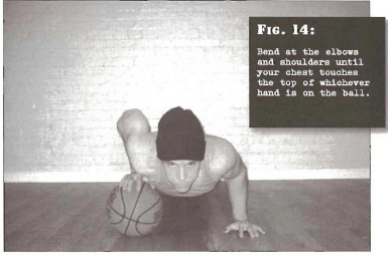 FIG. 14:
Bend at the elbows
and shoulders until
your chest touches
the top of whichever
hand is on the ball.